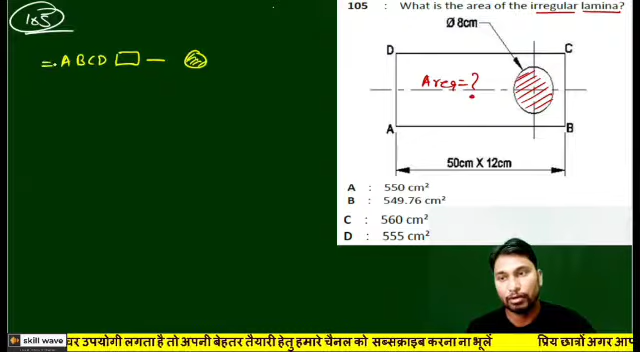 105
= ABCD ▭ —
105 : What is the area of the irregular lamina?
Ø 8cm
D
C
Area = ?
A
B
50cm X 12cm
A : 550 cm²
B : 549.76 cm²
C : 560 cm²
D : 555 cm²
skill wave
उपयोगी लगता है तो अपनी बेहतर तैयारी हेतु हमारे चैनल को सब्सक्राइब करना ना भूलें प्रिय छात्रों अगर